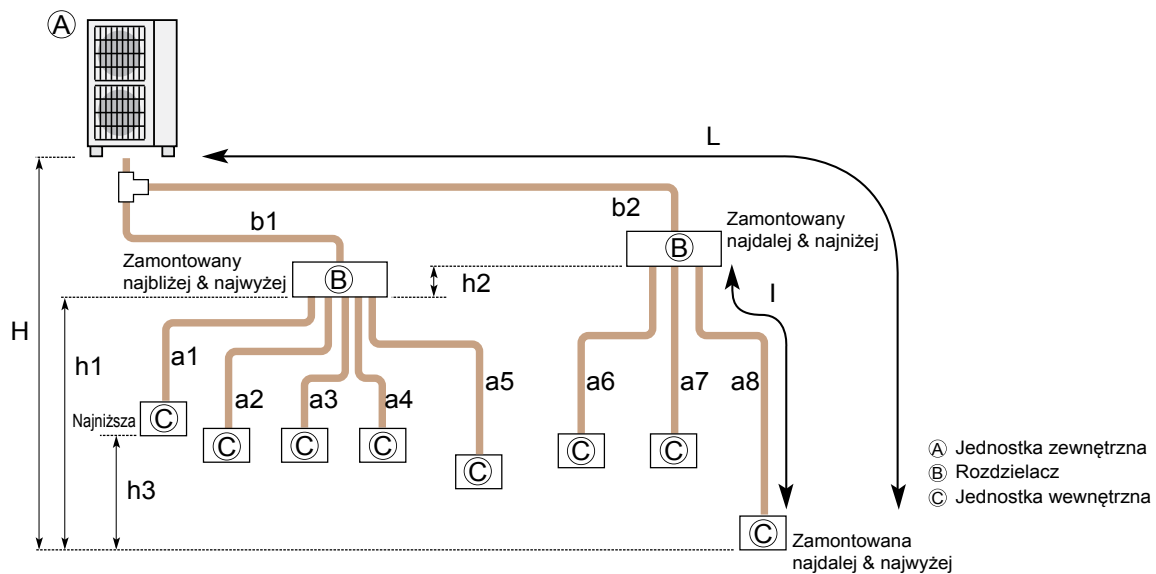 A
L
b1
b2
Zamontowany
najdalej & najniżej
B
Zamontowany
najbliżej & najwyżej
B
h2
l
H
h1
a1
a2
a3
a4
a5
a6
a7
a8
Najniższa
C
C
C
C
C
C
C
h3
C
Zamontowana
najdalej & najwyżej
A Jednostka zewnętrzna
B Rozdzielacz
C Jednostka wewnętrzna